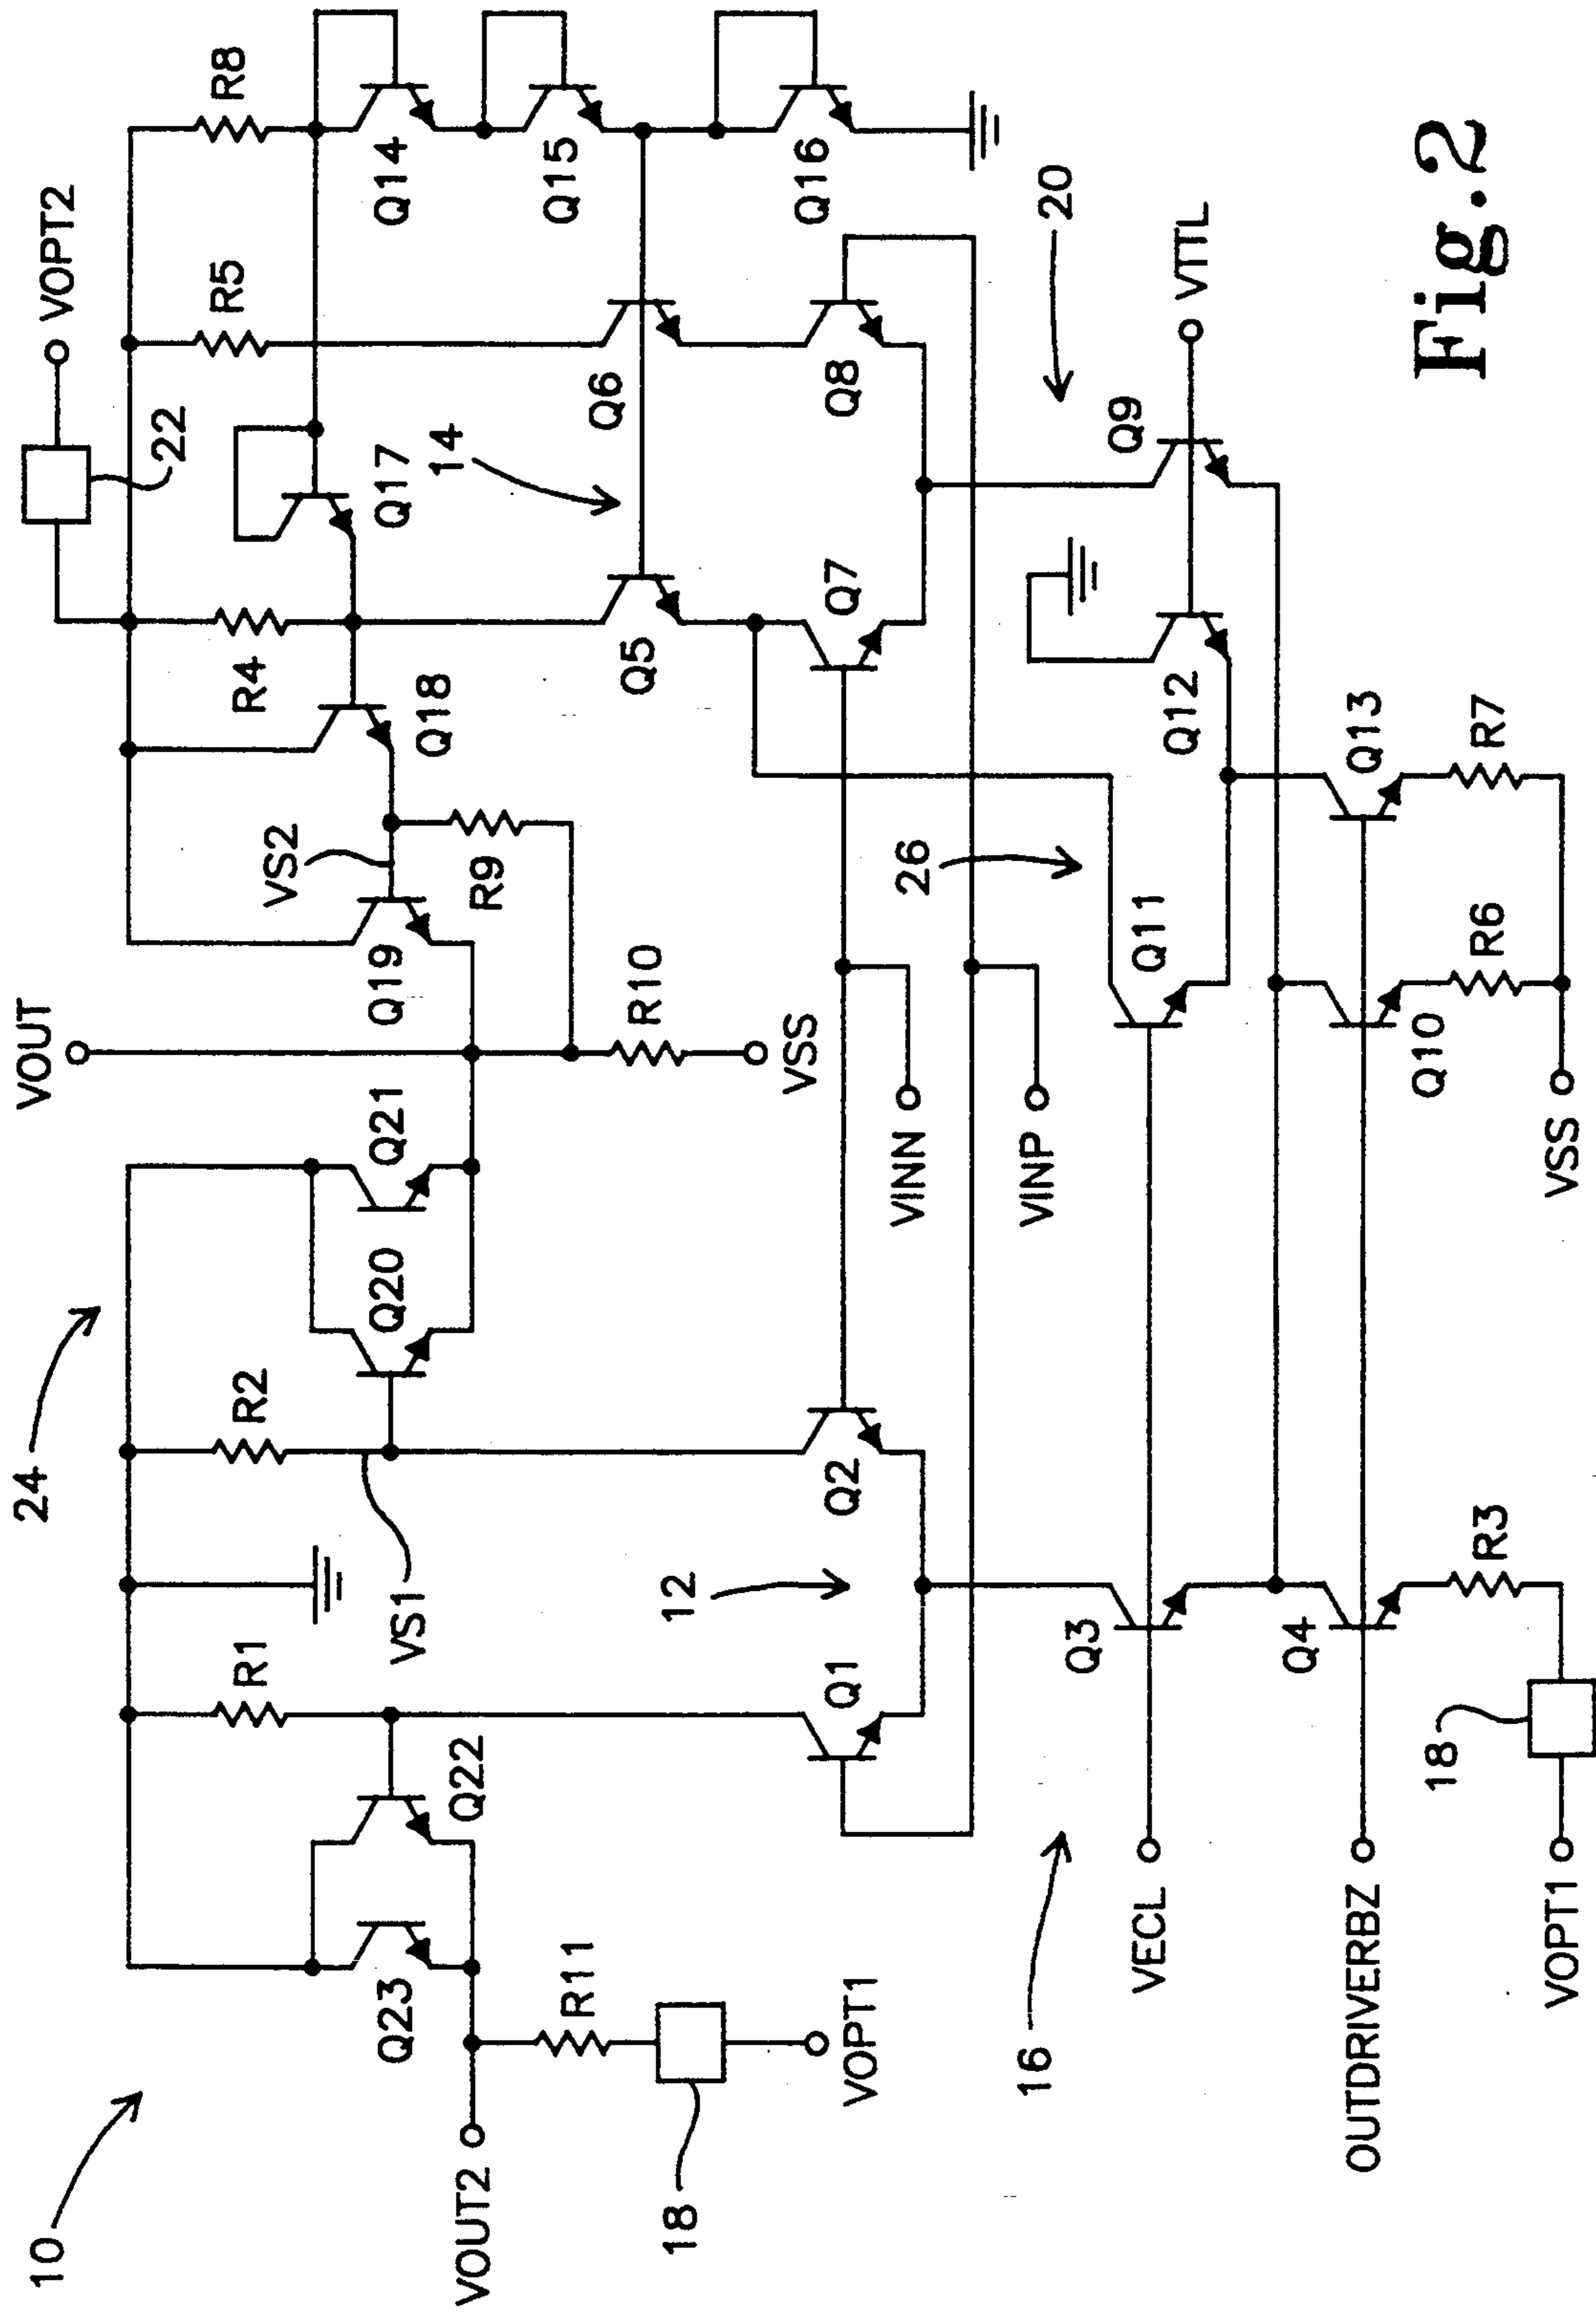 10
24
VOUT
22
VOPT2
R1
R2
R4
R5
R8
VS1
VS2
Q23
Q22
Q20
Q21
Q19
Q18
Q17
Q14
VOUT2
R11
18
VOPT1
R10
VSS
R9
14
Q5
Q6
Q15
12
Q1
Q2
Q7
Q8
Q16
VINN
VINP
16
26
20
Q3
Q11
Q12
Q9
VTTL
VECL
Q4
Q10
Q13
OUTDRIVERBZ
R3
R6
R7
18
VOPT1
VSS
Fig.2